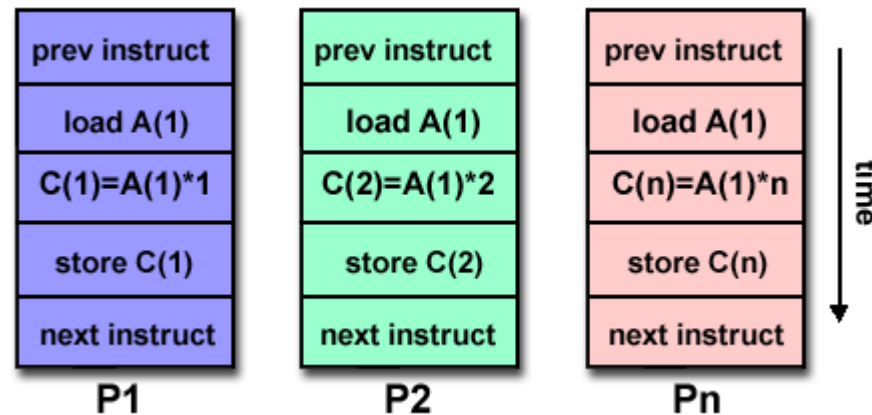 prev instruct
load A(1)
C(1)=A(1)*1
store C(1)
next instruct
P1
prev instruct
load A(1)
C(2)=A(1)*2
store C(2)
next instruct
P2
prev instruct
load A(1)
C(n)=A(1)*n
store C(n)
next instruct
Pn
time